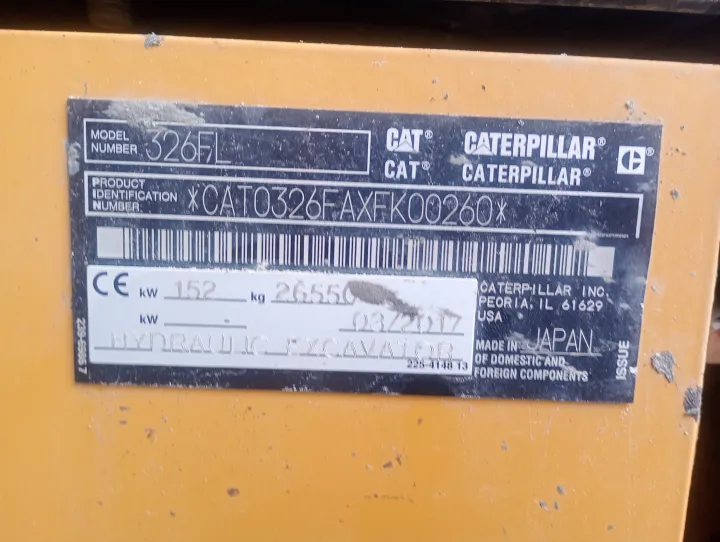 MODEL
NUMBER 326FL
CAT® CATERPILLAR®
CAT® CATERPILLAR®
PRODUCT
IDENTIFICATION
NUMBER *CAT0326FAXFK00260*
CE kW 152 kg 26550
kW - 03/2017
HYDRAULIC EXCAVATOR
225-4148 13
CATERPILLAR INC.
PEORIA, IL 61629
USA
MADE IN JAPAN
OF DOMESTIC AND
FOREIGN COMPONENTS
ISSUE